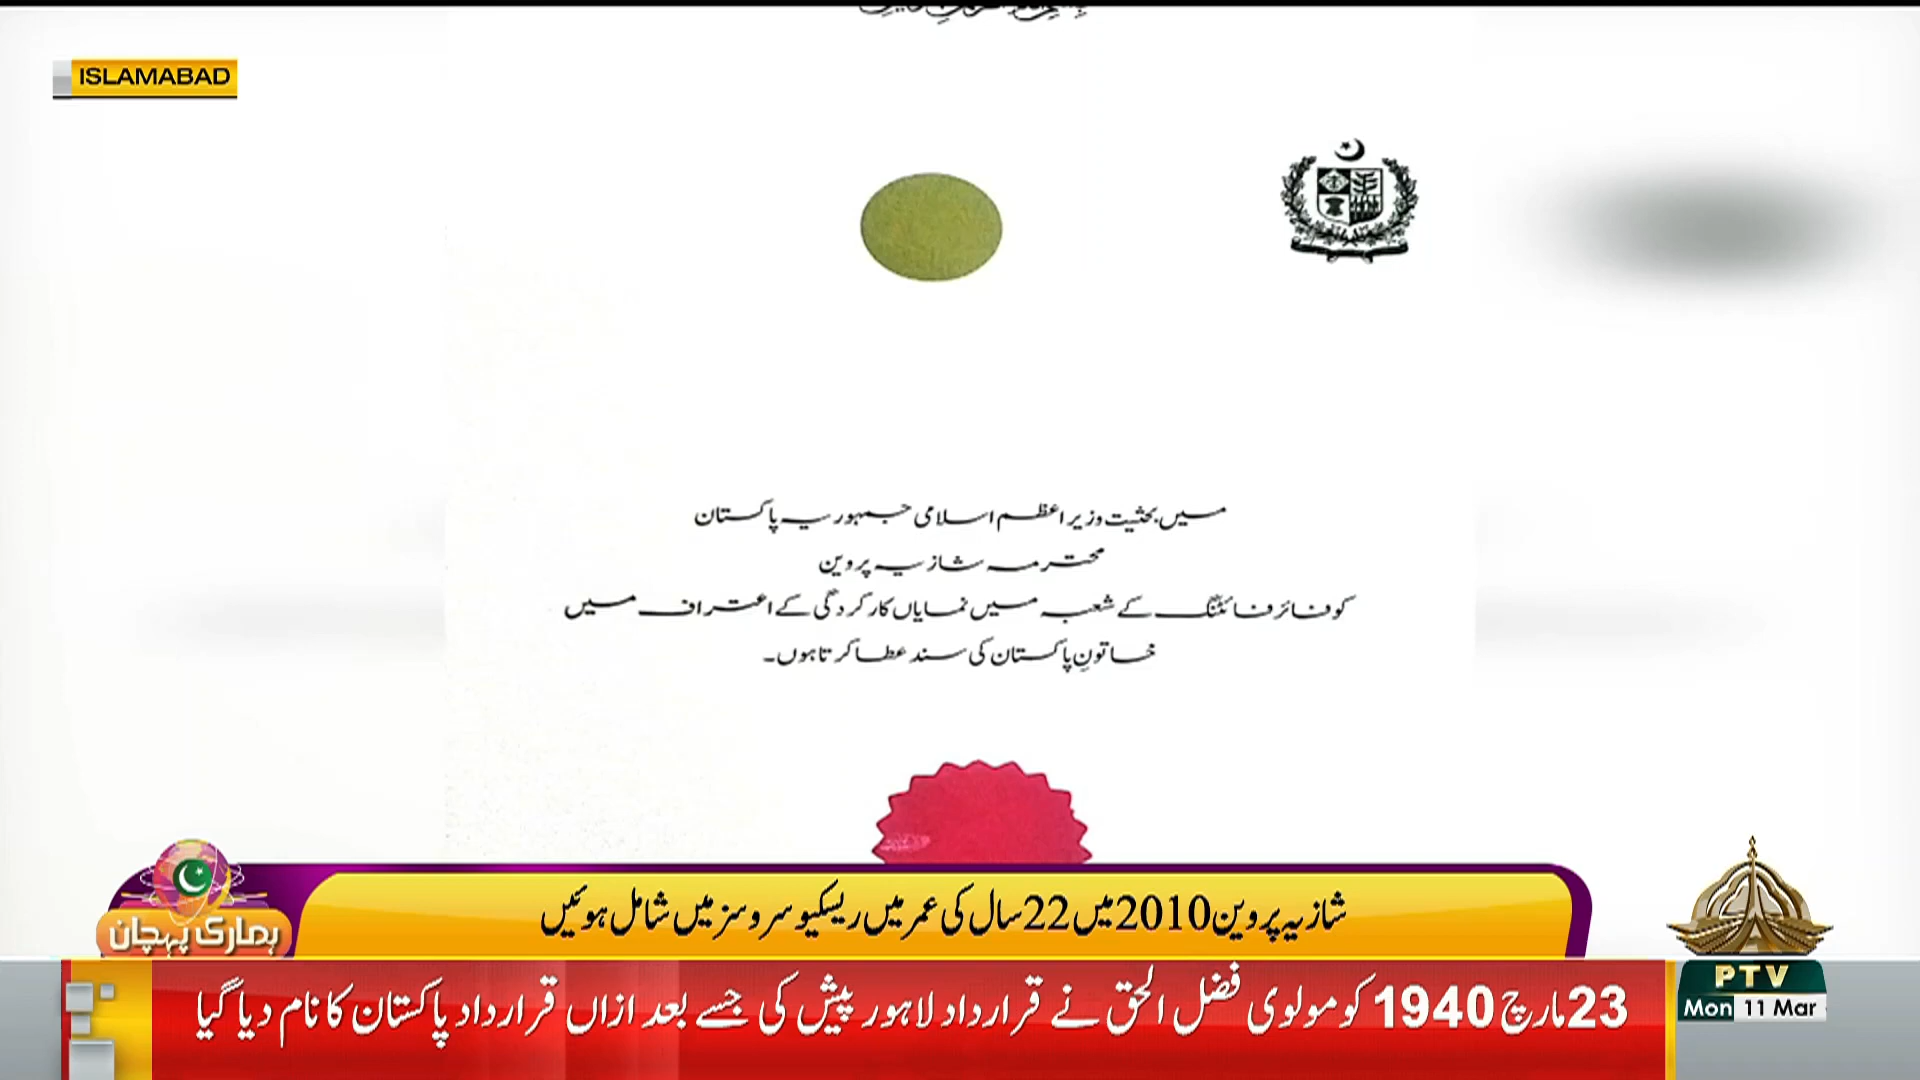 ISLAMABAD
میں بحثیت وزیر اعظم اسلامی جمہوریہ پاکستان
محترمہ شازیہ پروین
کو فائر فائٹنگ کے شعبہ میں نمایاں کارکردگی کے اعتراف میں
خاتونِ پاکستان کی سند عطا کرتا ہوں۔
شازیہ پروین 2010 میں 22 سال کی عمر میں ریسکیو سروسز میں شامل ہوئیں
ہماری پہچان
23 مارچ 1940 کو مولوی فضل الحق نے قرارداد لاہور پیش کی جسے بعد ازاں قرارداد پاکستان کا نام دیا گیا
PTV
Mon 11 Mar